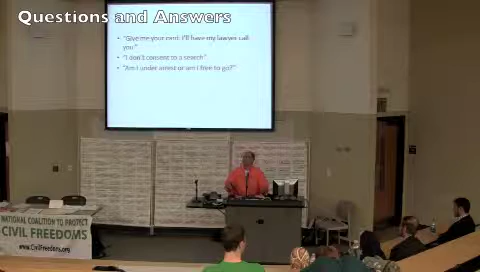 Questions and Answers
• "Give me your card: I'll have my lawyer call
you"
• "I don't consent to a search"
• "Am I under arrest or am I free to go?"
NATIONAL COALITION TO PROTECT
CIVIL FREEDOMS
www.CivilFreedoms.org